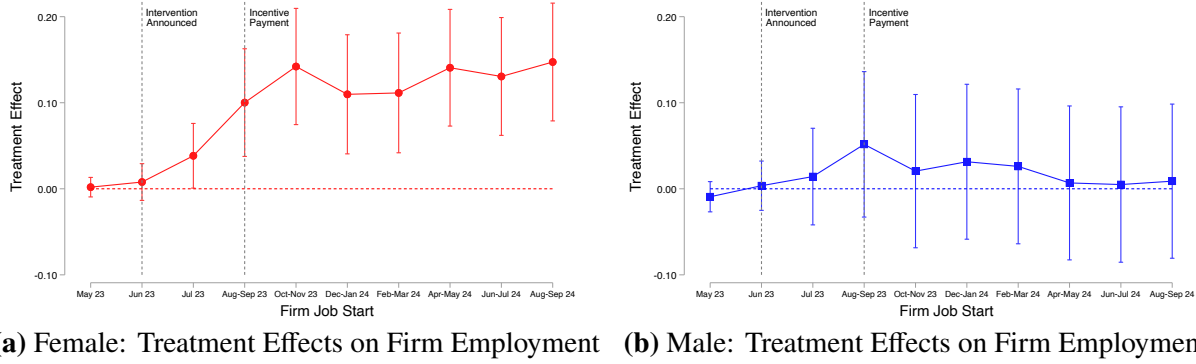 Intervention
Announced
Incentive
Payment
0.20
0.10
0.00
-0.10
Treatment Effect
May 23 Jun 23 Jul 23 Aug-Sep 23 Oct-Nov 23 Dec-Jan 24 Feb-Mar 24 Apr-May 24 Jun-Jul 24 Aug-Sep 24
Firm Job Start
(a) Female: Treatment Effects on Firm Employment
Intervention
Announced
Incentive
Payment
0.20
0.10
0.00
-0.10
Treatment Effect
May 23 Jun 23 Jul 23 Aug-Sep 23 Oct-Nov 23 Dec-Jan 24 Feb-Mar 24 Apr-May 24 Jun-Jul 24 Aug-Sep 24
Firm Job Start
(b) Male: Treatment Effects on Firm Employmen